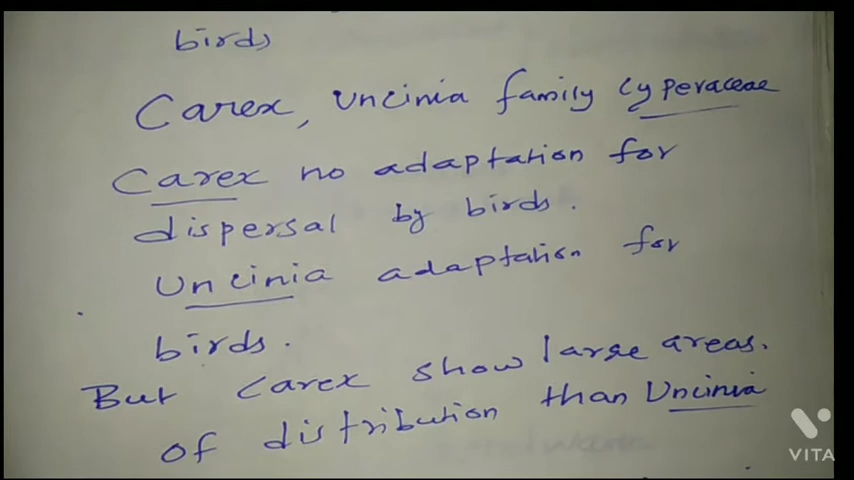 birds
Carex, Uncinia family Cyperaceae
Carex no adaptation for
dispersal by birds.
Uncinia adaptation for
birds.
But Carex show large areas.
of distribution than Uncinia
VITA